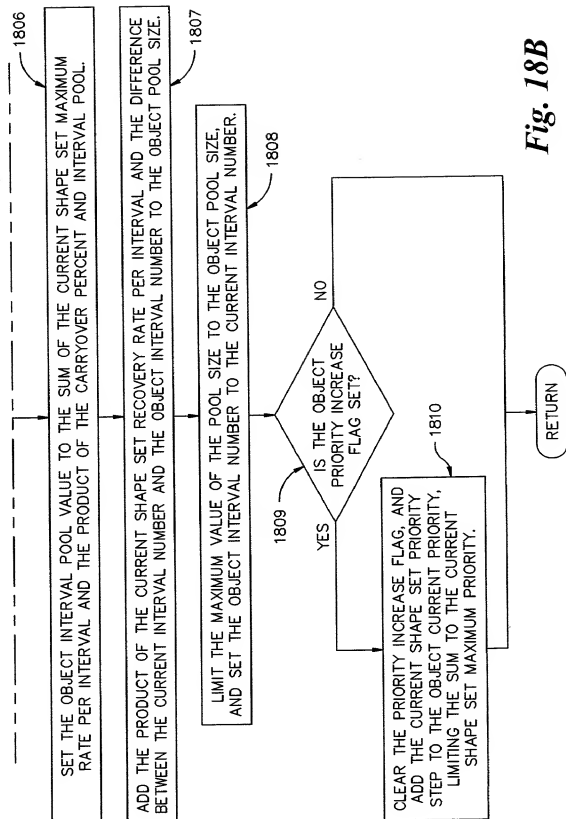 1806
SET THE OBJECT INTERVAL POOL VALUE TO THE SUM OF THE CURRENT SHAPE SET MAXIMUM
RATE PER INTERVAL AND THE PRODUCT OF THE CARRYOVER PERCENT AND INTERVAL POOL.
1807
ADD THE PRODUCT OF THE CURRENT SHAPE SET RECOVERY RATE PER INTERVAL AND THE DIFFERENCE
BETWEEN THE CURRENT INTERVAL NUMBER AND THE OBJECT INTERVAL NUMBER TO THE OBJECT POOL SIZE.
LIMIT THE MAXIMUM VALUE OF THE POOL SIZE TO THE OBJECT POOL SIZE,
AND SET THE OBJECT INTERVAL NUMBER TO THE CURRENT INTERVAL NUMBER.
1808
1809
IS THE OBJECT
PRIORITY INCREASE
FLAG SET?
YES
NO
1810
CLEAR THE PRIORITY INCREASE FLAG, AND
ADD THE CURRENT SHAPE SET PRIORITY
STEP TO THE OBJECT CURRENT PRIORITY,
LIMITING THE SUM TO THE CURRENT
SHAPE SET MAXIMUM PRIORITY.
RETURN
Fig. 18B